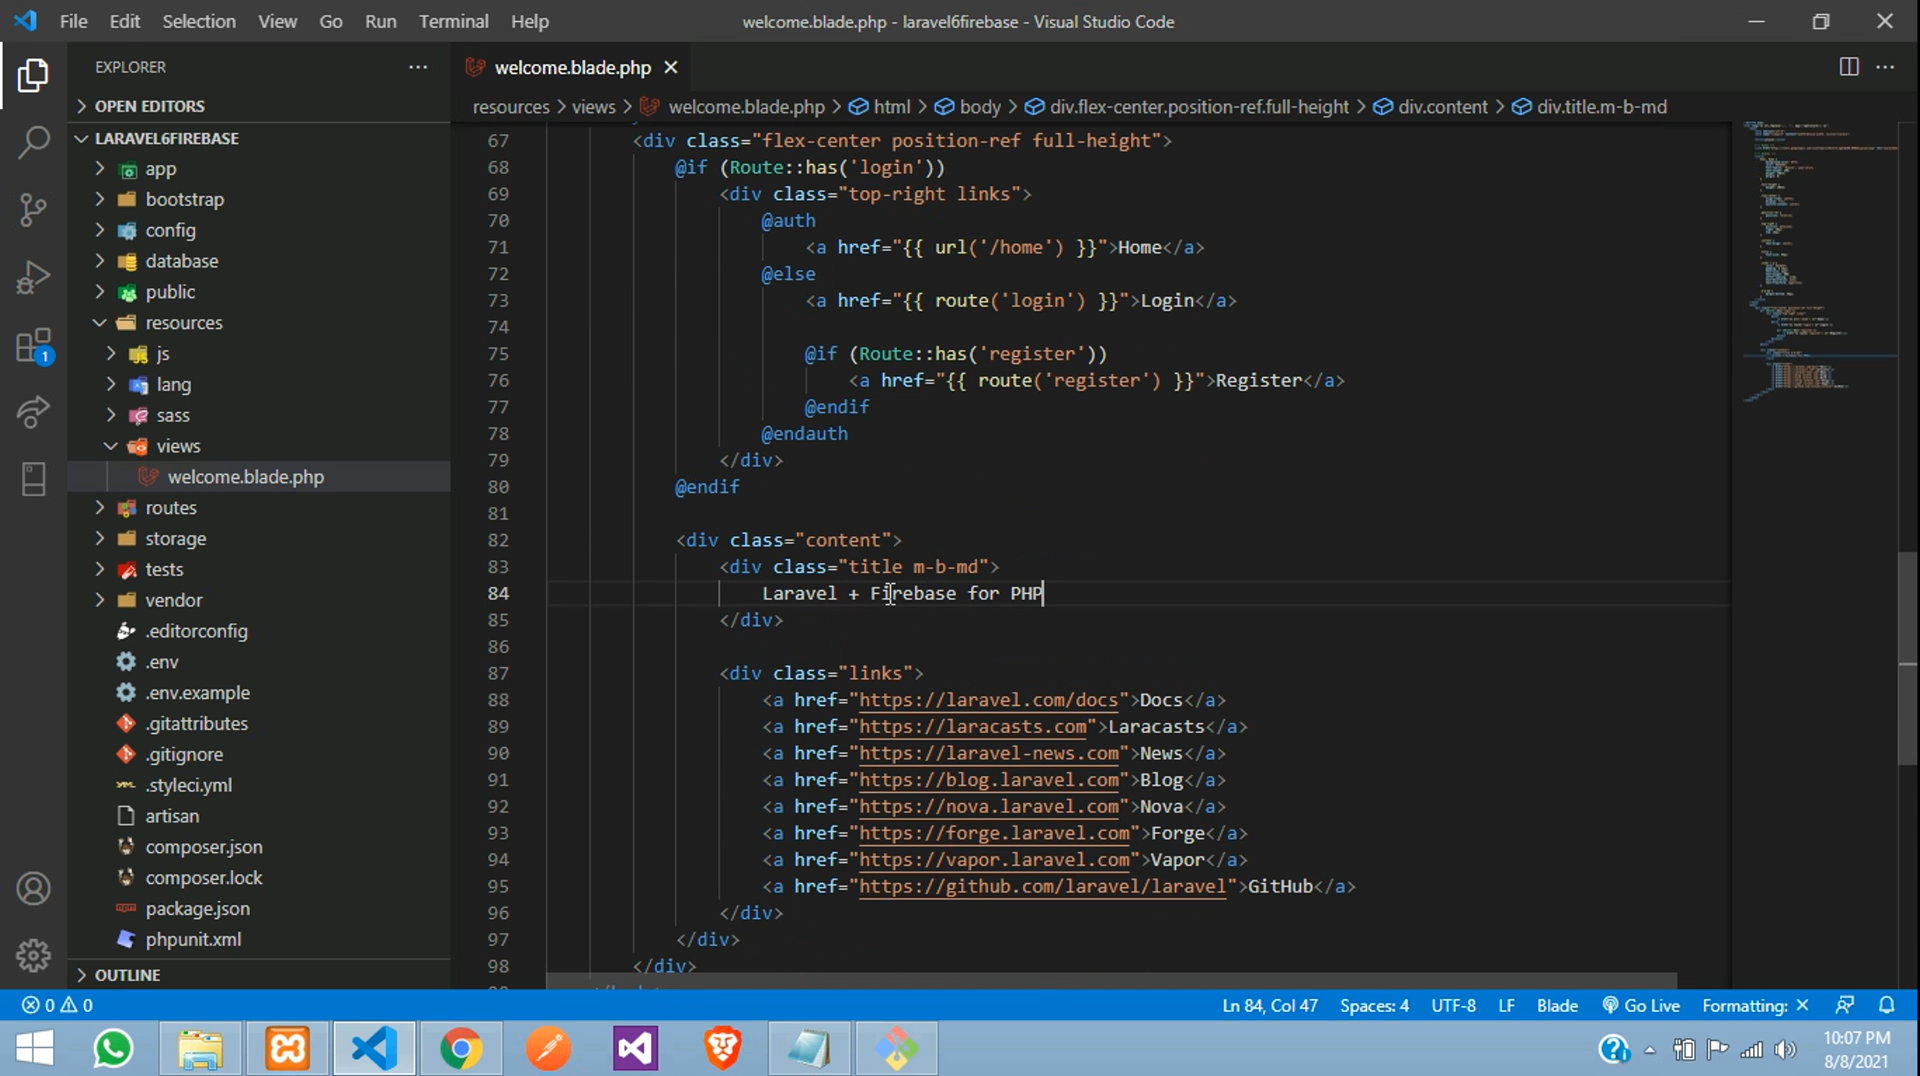 File Edit Selection View Go Run Terminal Help
welcome.blade.php - laravel6firebase - Visual Studio Code
EXPLORER
OPEN EDITORS
LARAVEL6FIREBASE
app
bootstrap
config
database
public
resources
js
lang
sass
views
welcome.blade.php
routes
storage
tests
vendor
.editorconfig
.env
.env.example
.gitattributes
.gitignore
.styleci.yml
artisan
composer.json
composer.lock
package.json
phpunit.xml
OUTLINE
1
welcome.blade.php
resources > views > welcome.blade.php > html > body > div.flex-center.position-ref.full-height > div.content > div.title.m-b-md
67 <div class="flex-center position-ref full-height">
68 @if (Route::has('login'))
69 <div class="top-right links">
70 @auth
71 <a href="{{ url('/home') }}">Home</a>
72 @else
73 <a href="{{ route('login') }}">Login</a>
74
75 @if (Route::has('register'))
76 <a href="{{ route('register') }}">Register</a>
77 @endif
78 @endauth
79 </div>
80 @endif
81
82 <div class="content">
83 <div class="title m-b-md">
84 Laravel + Firebase for PHP
85 </div>
86
87 <div class="links">
88 <a href="https://laravel.com/docs">Docs</a>
89 <a href="https://laracasts.com">Laracasts</a>
90 <a href="https://laravel-news.com">News</a>
91 <a href="https://blog.laravel.com">Blog</a>
92 <a href="https://nova.laravel.com">Nova</a>
93 <a href="https://forge.laravel.com">Forge</a>
94 <a href="https://vapor.laravel.com">Vapor</a>
95 <a href="https://github.com/laravel/laravel">GitHub</a>
96 </div>
97 </div>
98 </div>
0 0
Ln 84, Col 47 Spaces: 4 UTF-8 LF Blade Go Live Formatting: ×
10:07 PM
8/8/2021